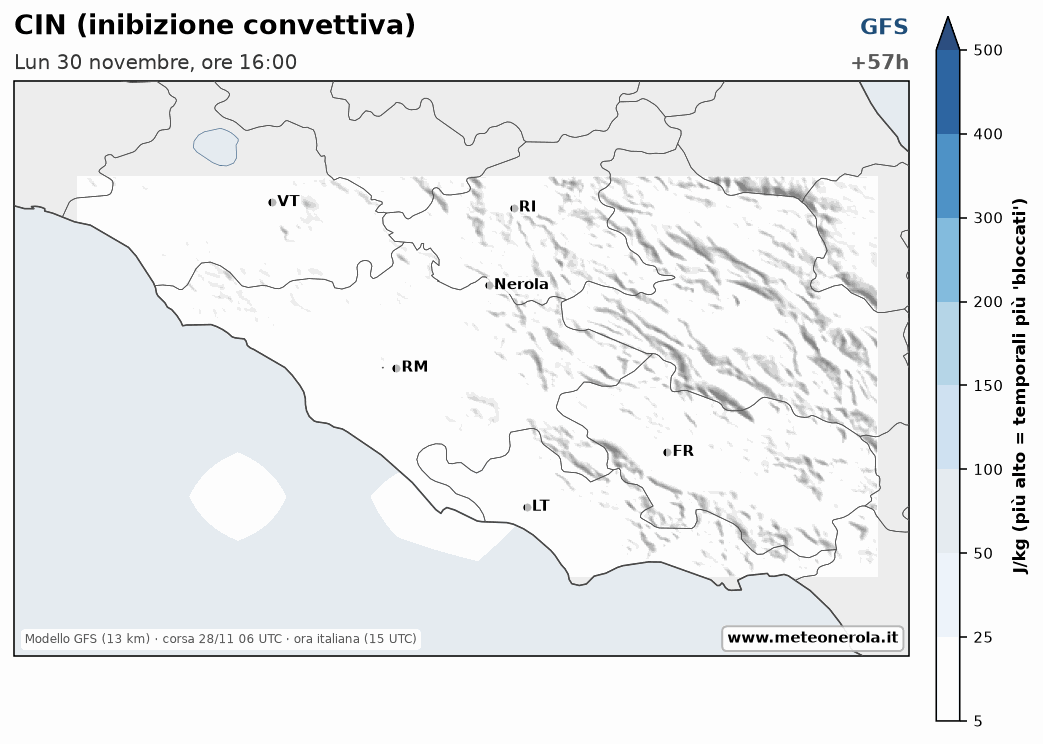 CIN (inibizione convettiva)
GFS
Lun 30 novembre, ore 16:00
+57h
VT
RI
Nerola
RM
FR
LT
Modello GFS (13 km) · corsa 28/11 06 UTC · ora italiana (15 UTC)
www.meteonerola.it
500
400
300
200
150
100
50
25
5
J/kg (più alto = temporali più 'bloccati')